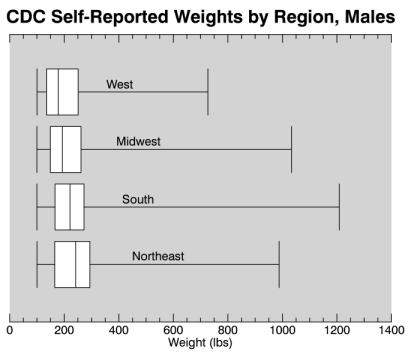 CDC Self-Reported Weights by Region, Males
West
Midwest
South
Northeast
0 200 400 600 800 1000 1200 1400
Weight (lbs)